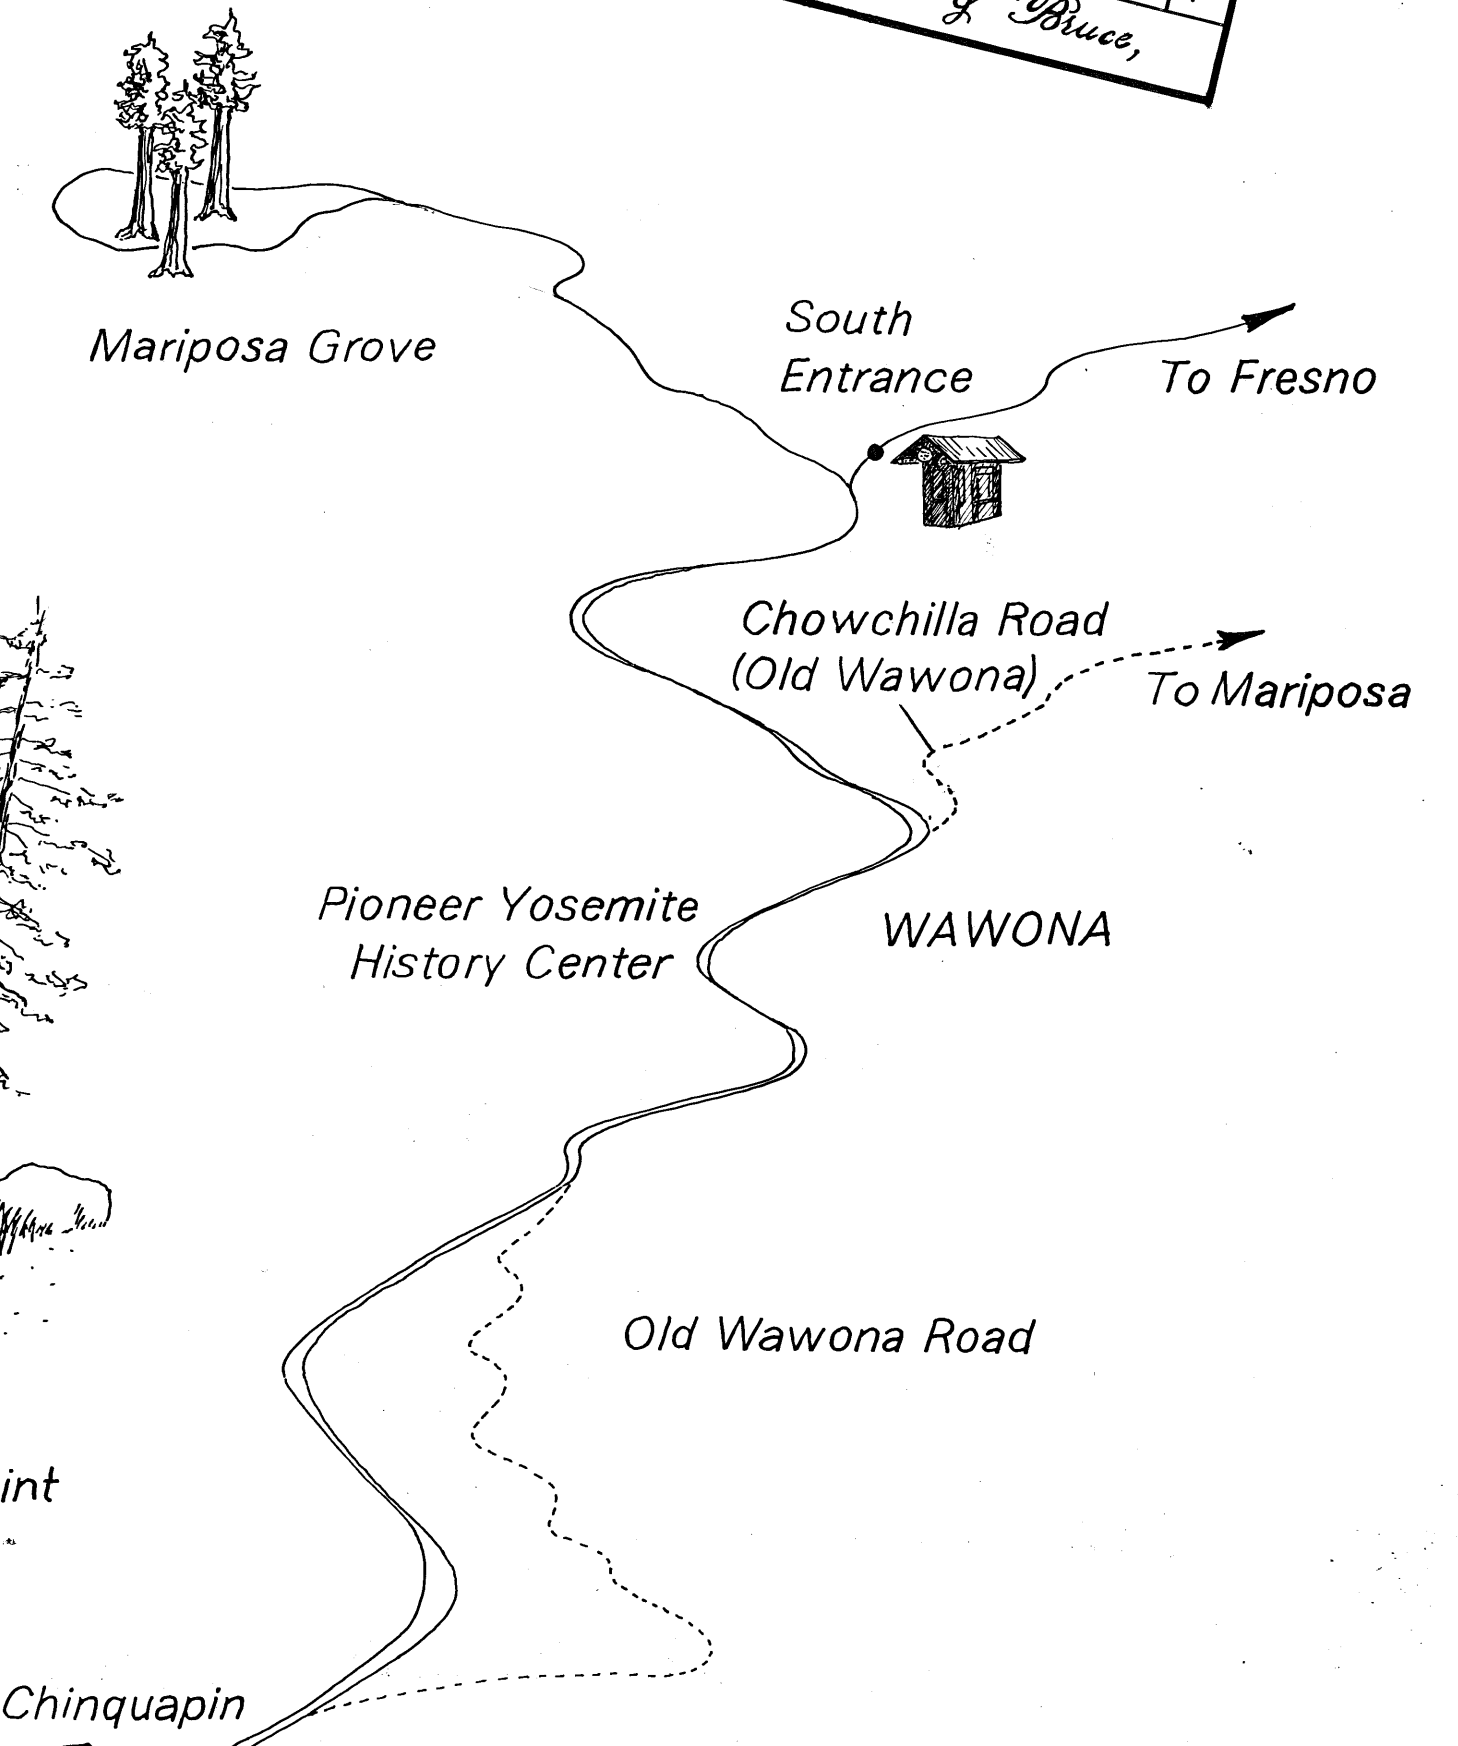 Bruce,
Mariposa Grove
South
Entrance
To Fresno
Chowchilla Road
(Old Wawona)
To Mariposa
Pioneer Yosemite
History Center
WAWONA
Old Wawona Road
int
Chinquapin